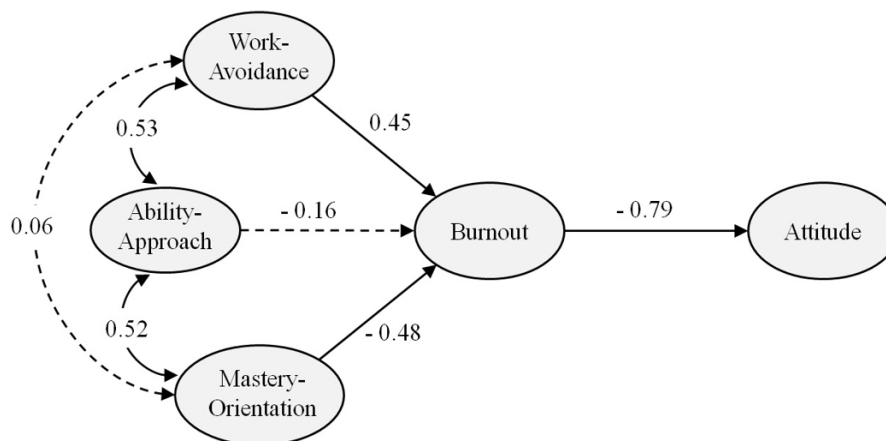 Work-
Avoidance
0.45
0.53
Ability-
Approach
- 0.16
0.06
Burnout
- 0.79
Attitude
0.52
- 0.48
Mastery-
Orientation